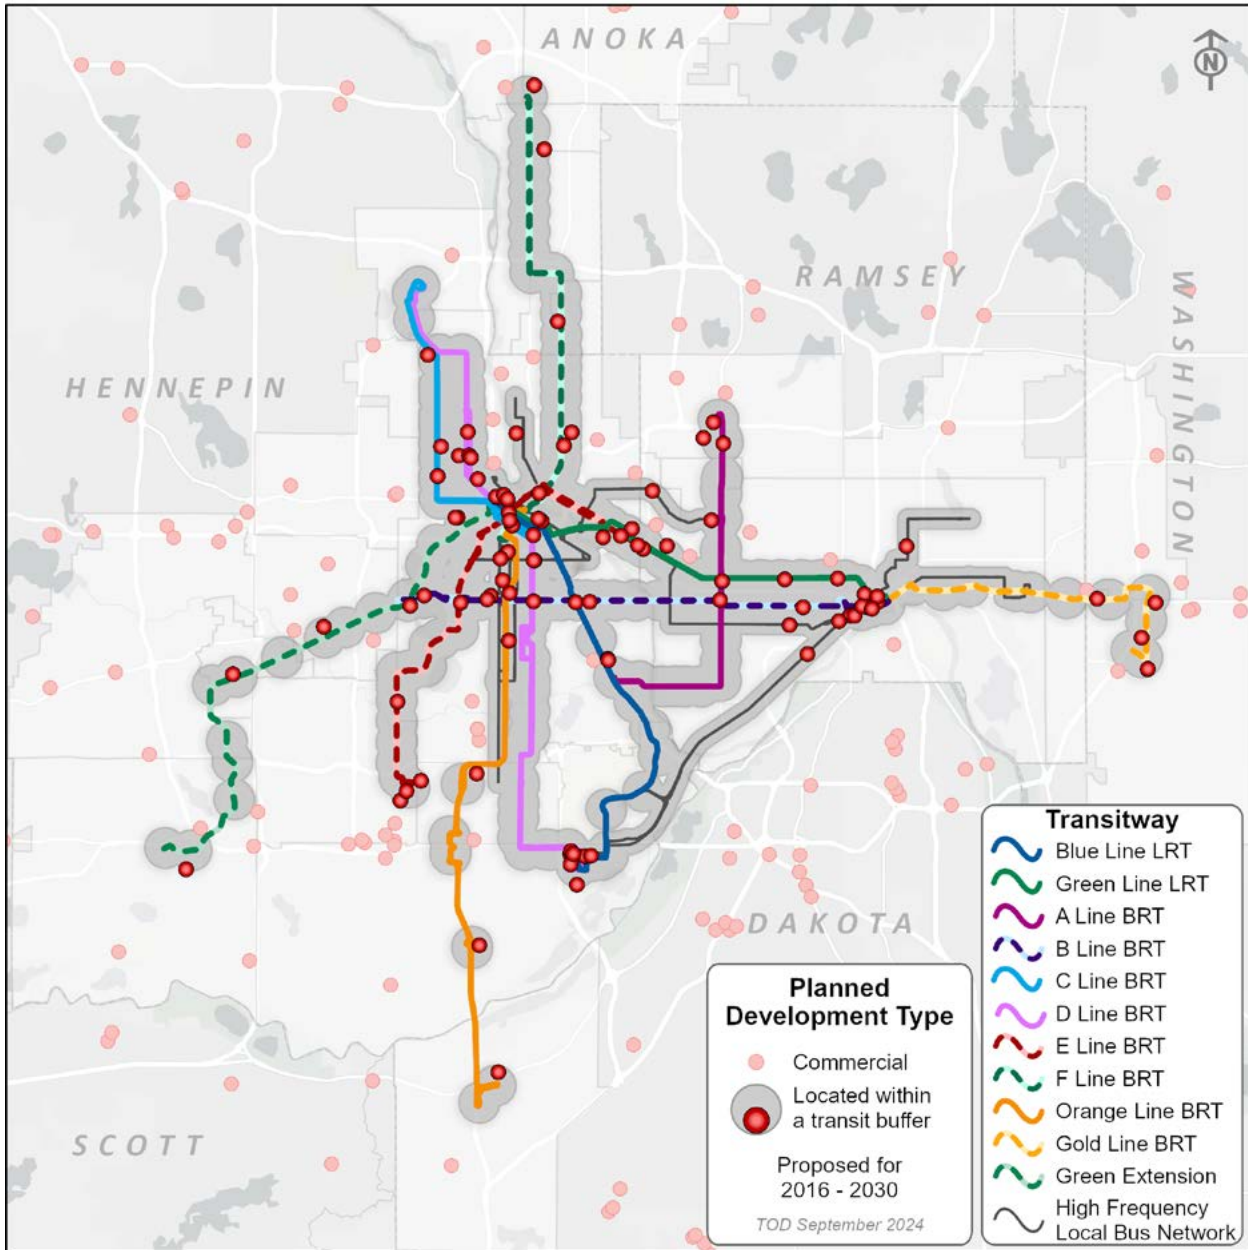 ANOKA
N
RAMSEY
WASHINGTON
HENNEPIN
DAKOTA
SCOTT
Planned
Development Type
Commercial
Located within
a transit buffer
Proposed for
2016 - 2030
TOD September 2024
Transitway
Blue Line LRT
Green Line LRT
A Line BRT
B Line BRT
C Line BRT
D Line BRT
E Line BRT
F Line BRT
Orange Line BRT
Gold Line BRT
Green Extension
High Frequency
Local Bus Network